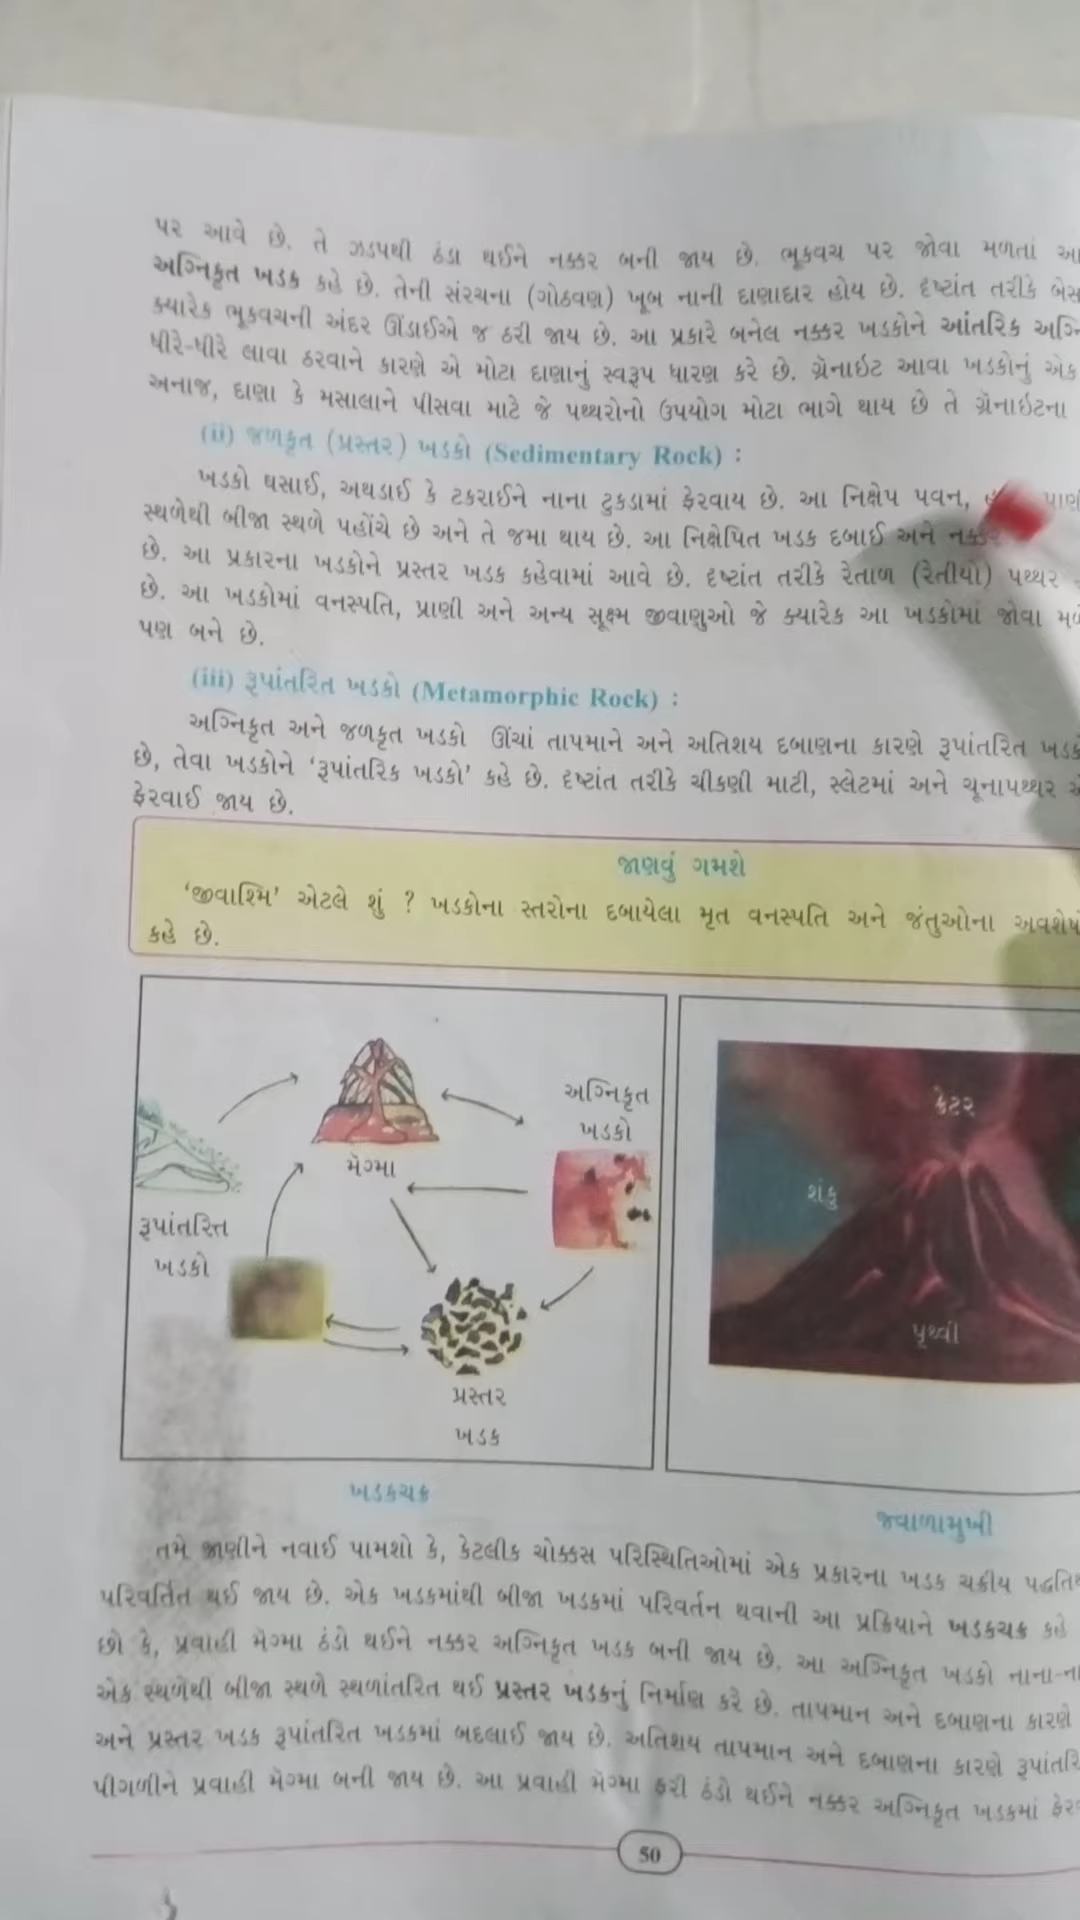 પર આવે છે. તે ઝડપથી ઠંડા થઈને નક્કર બની જાય છે. ભૂકવચ પર જોવા મળતાં
અગ્નિકૃત ખડક કહે છે. તેની સંરચના (ગોઠવણ) ખૂબ નાની દાણાદાર હોય છે. દૃષ્ટાંત તરીકે
ક્યારેક ભૂકવચની અંદર ઊંડાઈએ જ ઠરી જાય છે. આ પ્રકારે બનેલ નક્કર ખડકોને આંતરિક
ધીરે-ધીરે લાવા ઠરવાને કારણે એ મોટા દાણાનું સ્વરૂપ ધારણ કરે છે. ગ્રૅનાઇટ આવા ખડકોનું એક
અનાજ, દાણા કે મસાલાને પીસવા માટે જે પથ્થરોનો ઉપયોગ મોટા ભાગે થાય છે તે ગ્રૅનાઇટના
(ii) જળકૃત (પ્રસ્તર) ખડકો (Sedimentary Rock) :
ખડકો ઘસાઈ, અથડાઈ કે ટકરાઈને નાના ટુકડામાં ફેરવાય છે. આ નિક્ષેપ પવન,
સ્થળેથી બીજા સ્થળે પહોંચે છે અને તે જમા થાય છે. આ નિક્ષેપિત ખડક દબાઈ અને નક્કર
છે. આ પ્રકારના ખડકોને પ્રસ્તર ખડક કહેવામાં આવે છે. દૃષ્ટાંત તરીકે રેતાળ (રેતીયો) પથ્થર
છે. આ ખડકોમાં વનસ્પતિ, પ્રાણી અને અન્ય સૂક્ષ્મ જીવાણુઓ જે ક્યારેક આ ખડકોમાં જોવા
પણ બને છે.
(iii) રૂપાંતરિત ખડકો (Metamorphic Rock) :
અગ્નિકૃત અને જળકૃત ખડકો ઊંચાં તાપમાને અને અતિશય દબાણના કારણે રૂપાંતરિત
છે, તેવા ખડકોને ‘રૂપાંતરિક ખડકો’ કહે છે. દૃષ્ટાંત તરીકે ચીકણી માટી, સ્લેટમાં અને ચૂનાપથ્થર
ફેરવાઈ જાય છે.
જાણવું ગમશે
‘જીવાશ્મિ’ એટલે શું ? ખડકોના સ્તરોના દબાયેલા મૃત વનસ્પતિ અને જંતુઓના
કહે છે.
અગ્નિકૃત
ખડકો
મૅગ્મા
રૂપાંતરિત
ખડકો
પ્રસ્તર
ખડક
ખડકચક્ર
ક્રેટર
શંકુ
પૃથ્વી
જ્વાળામુખી
તમે જાણીને નવાઈ પામશો કે, કેટલીક ચોક્કસ પરિસ્થિતિઓમાં એક પ્રકારના ખડક ચક્રીય
પરિવર્તિત થઈ જાય છે. એક ખડકમાંથી બીજા ખડકમાં પરિવર્તન થવાની આ પ્રક્રિયાને ખડકચક્ર કહે
છો કે, પ્રવાહી મૅગ્મા ઠંડો થઈને નક્કર અગ્નિકૃત ખડક બની જાય છે. આ અગ્નિકૃત ખડકો
એક સ્થળેથી બીજા સ્થળે સ્થળાંતરિત થઈ પ્રસ્તર ખડકનું નિર્માણ કરે છે. તાપમાન અને દબાણના કારણે
અને પ્રસ્તર ખડક રૂપાંતરિત ખડકમાં બદલાઈ જાય છે. અતિશય તાપમાન અને દબાણના કારણે
પીગળીને પ્રવાહી મૅગ્મા બની જાય છે. આ પ્રવાહી મૅગ્મા ફરી ઠંડો થઈને નક્કર અગ્નિકૃત ખડકમાં
50